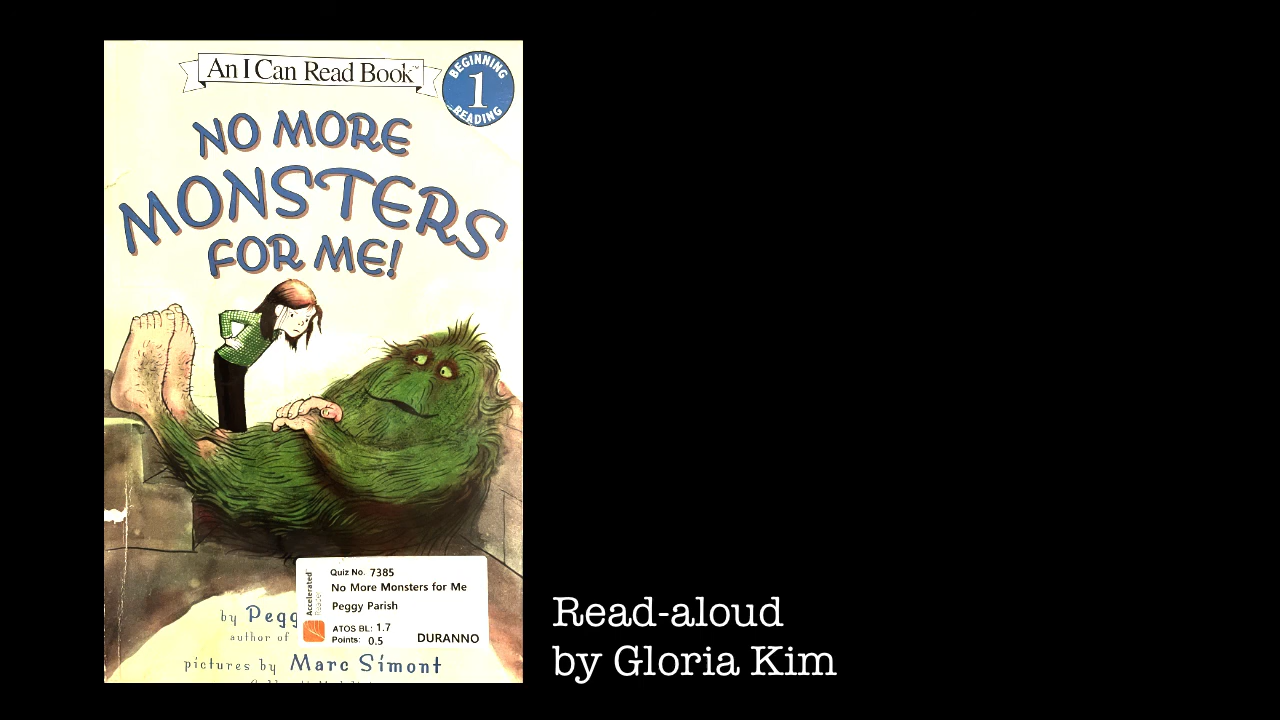 An I Can Read Book™
BEGINNING
1
READING
NO MORE
MONSTERS
FOR ME!
Quiz No. 7385
No More Monsters for Me
Peggy Parish
ATOS BL: 1.7
Points: 0.5
DURANNO
Accelerated
Reader
by Pegg
author of
pictures by Marc Simont
Read-aloud
by Gloria Kim